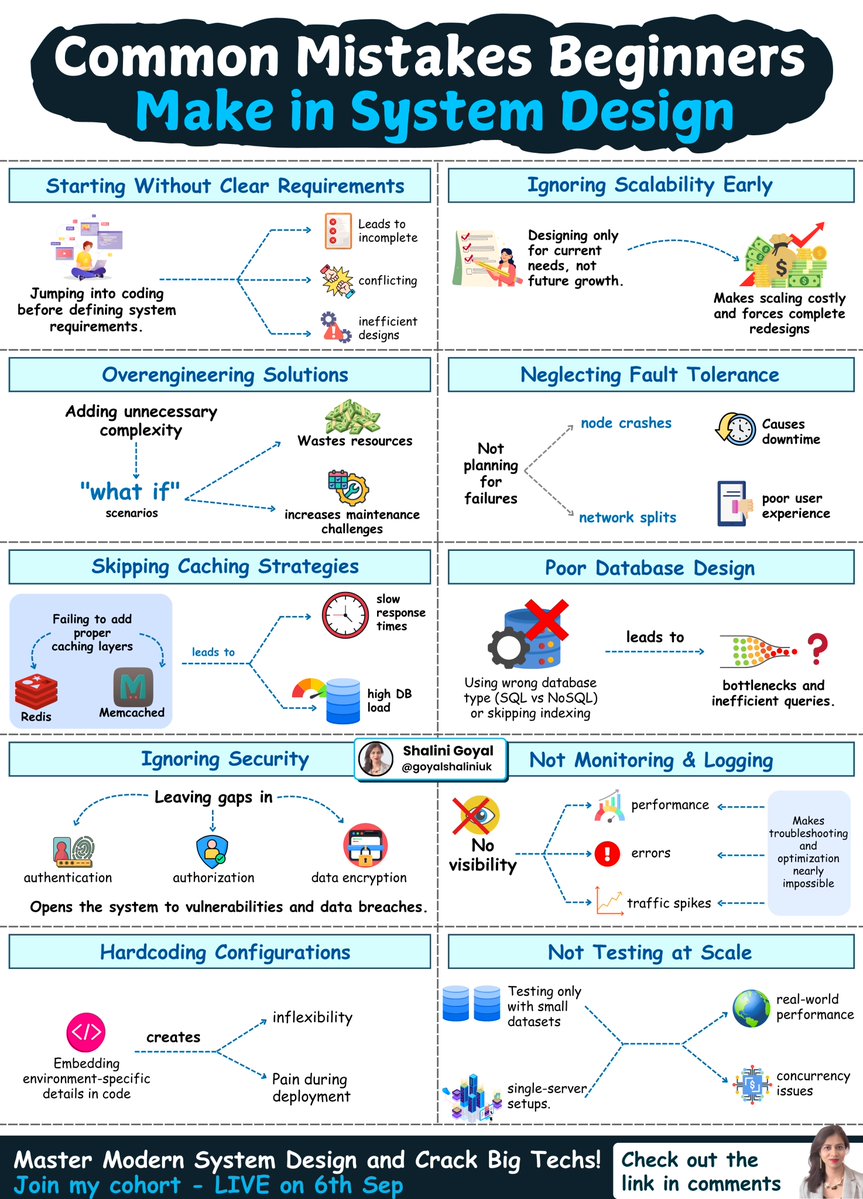 Common Mistakes Beginners
Make in System Design
Starting Without Clear Requirements
Jumping into coding
before defining system
requirements.
Leads to
incomplete
conflicting
inefficient
designs
Ignoring Scalability Early
Designing only
for current
needs, not
future growth.
Makes scaling costly
and forces complete
redesigns
Overengineering Solutions
Adding unnecessary
complexity
"what if"
scenarios
Wastes resources
increases maintenance
challenges
Neglecting Fault Tolerance
Not
planning
for
failures
node crashes
network splits
Causes
downtime
poor user
experience
Skipping Caching Strategies
Failing to add
proper
caching layers
Redis
Memcached
leads to
slow
response
times
high DB
load
Poor Database Design
Using wrong database
type (SQL vs NoSQL)
or skipping indexing
leads to
bottlenecks and
inefficient queries.
Shalini Goyal
@goyalshaliniuk
Ignoring Security
Leaving gaps in
authentication
authorization
data encryption
Opens the system to vulnerabilities and data breaches.
Not Monitoring & Logging
No
visibility
performance
errors
traffic spikes
Makes
troubleshooting
and
optimization
nearly
impossible
Hardcoding Configurations
Embedding
environment-specific
details in code
creates
inflexibility
Pain during
deployment
Not Testing at Scale
Testing only
with small
datasets
single-server
setups.
real-world
performance
concurrency
issues
Master Modern System Design and Crack Big Techs!
Join my cohort - LIVE on 6th Sep
Check out the
link in comments